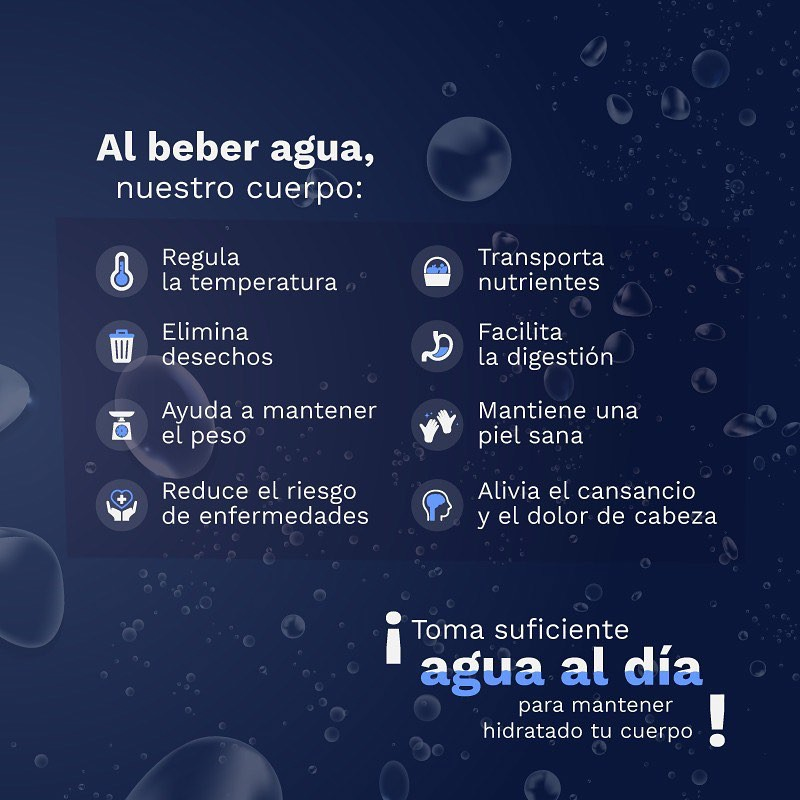 Al beber agua,
nuestro cuerpo:
Regula
la temperatura
Elimina
desechos
Ayuda a mantener
el peso
Reduce el riesgo
de enfermedades
Transporta
nutrientes
Facilita
la digestión
Mantiene una
piel sana
Alivia el cansancio
y el dolor de cabeza
¡Toma suficiente
agua al día
para mantener
hidratado tu cuerpo!